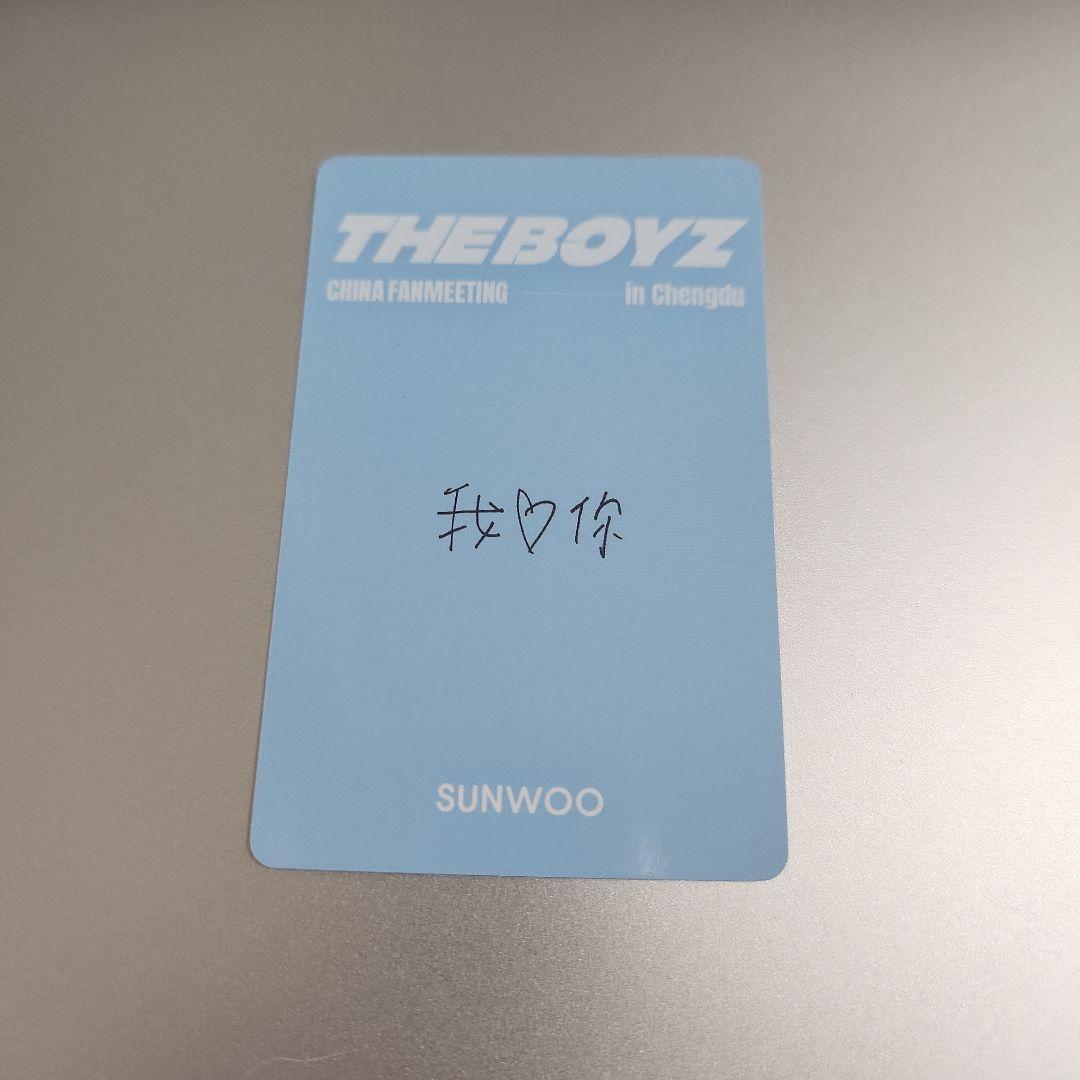 THEBOYZ
CHINA FANMEETING in Chengdu
我♡你
SUNWOO